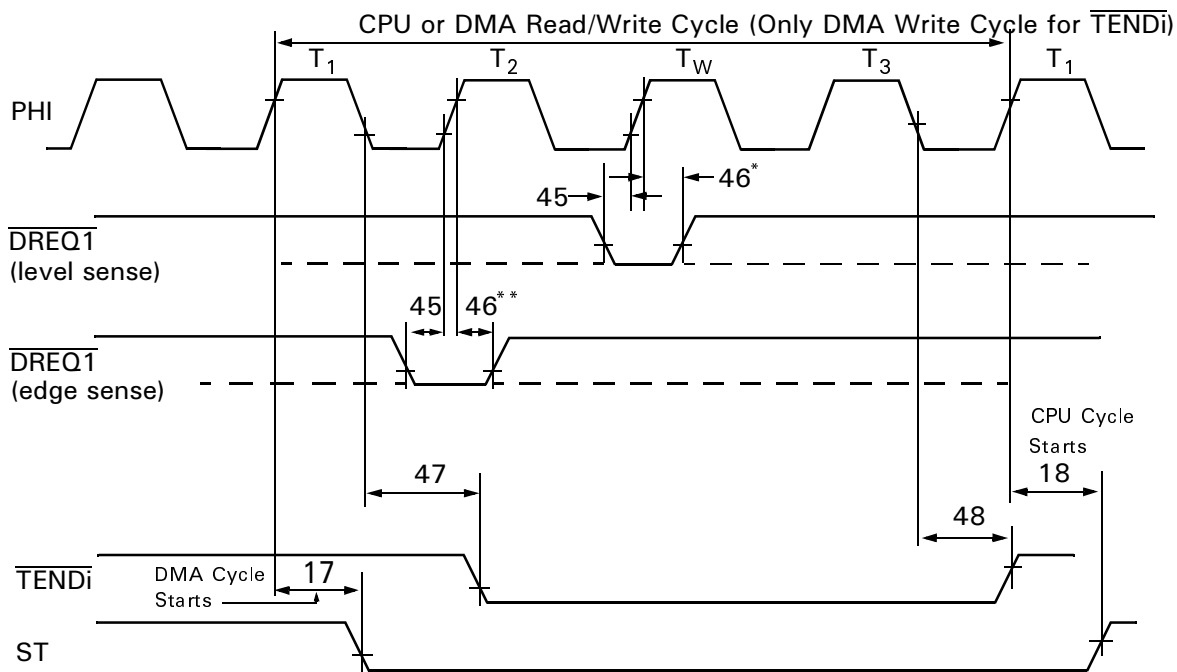 CPU or DMA Read/Write Cycle (Only DMA Write Cycle for TENDi)
T1 T2 TW T3 T1
PHI
45 46*
DREQ1
(level sense)
45 46**
DREQ1
(edge sense)
CPU Cycle
Starts
47 18
48
TENDi
DMA Cycle
Starts
17
ST